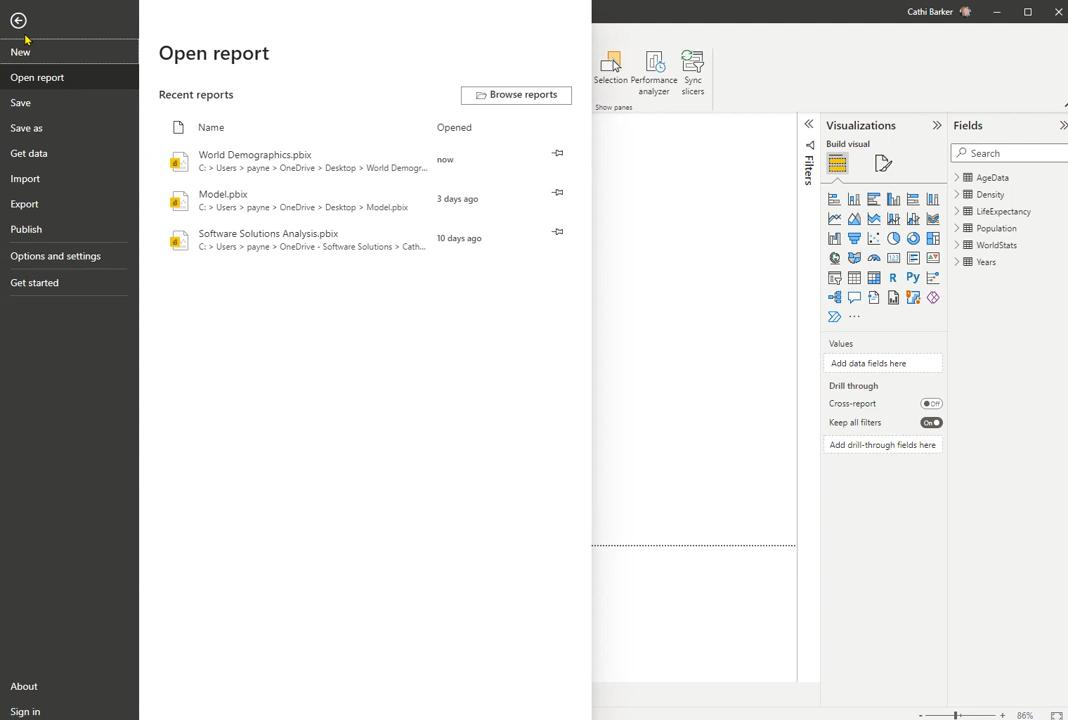 Cathi Barker
New
Open report
Save
Save as
Get data
Import
Export
Publish
Options and settings
Get started
About
Sign in
Open report
Recent reports
Browse reports
Name Opened
World Demographics.pbix
C: > Users > payne > OneDrive > Desktop > World Demogr...
now
Model.pbix
C: > Users > payne > OneDrive > Desktop > Model.pbix
3 days ago
Software Solutions Analysis.pbix
C: > Users > payne > OneDrive - Software Solutions > Cath...
10 days ago
Selection Performance analyzer Sync slicers
Show panes
Filters
Visualizations
Build visual
123
R Py
...
Values
Add data fields here
Drill through
Cross-report Off
Keep all filters On
Add drill-through fields here
Fields
Search
AgeData
Density
LifeExpectancy
Population
WorldStats
Years
- + 86%